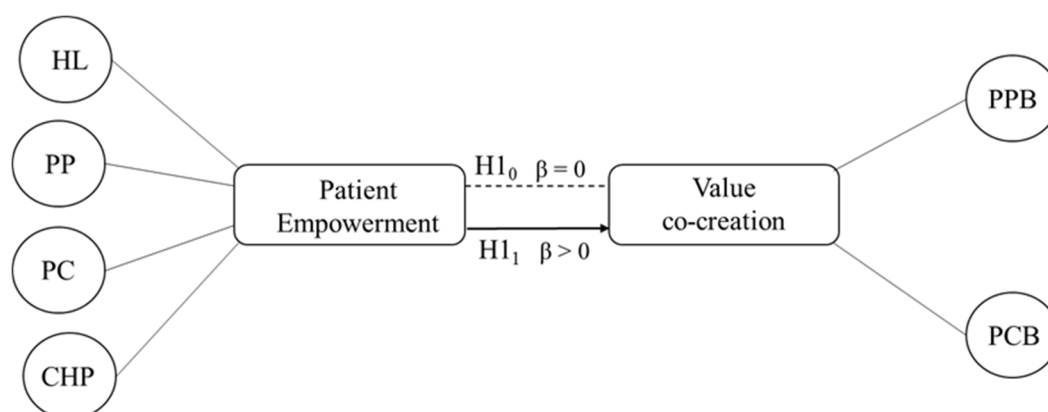 HL
PP
PC
CHP
Patient
Empowerment
H1₀ β = 0
H1₁ β > 0
Value
co-creation
PPB
PCB